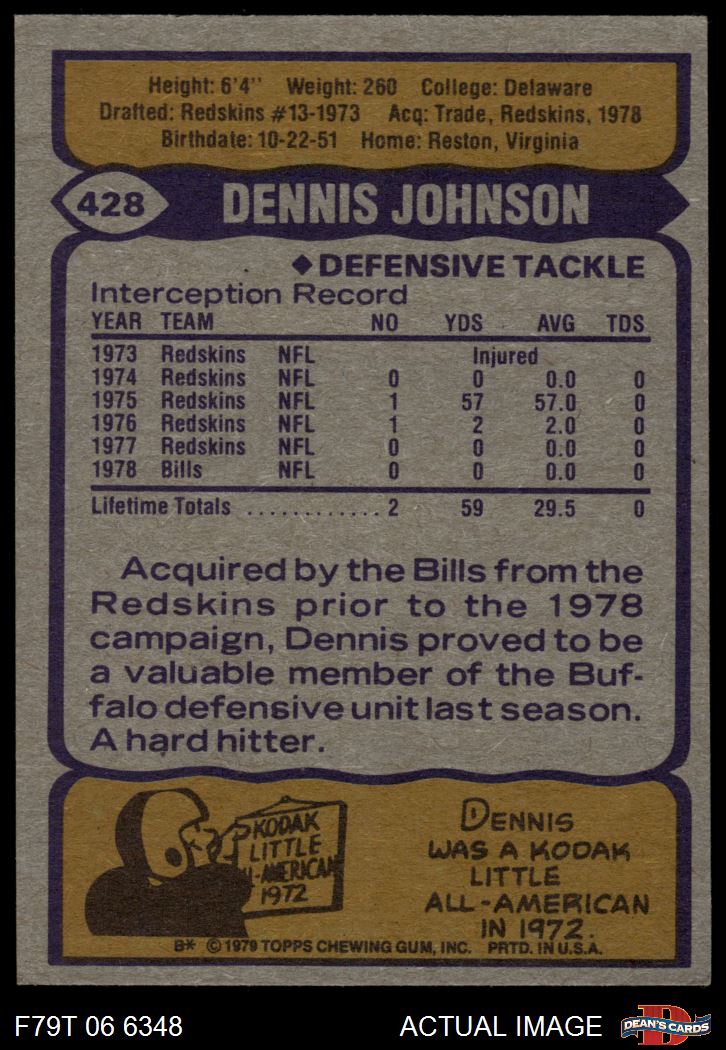 Height: 6'4'' Weight: 260 College: Delaware
Drafted: Redskins #13-1973 Acq: Trade, Redskins, 1978
Birthdate: 10-22-51 Home: Reston, Virginia
428 DENNIS JOHNSON
◆DEFENSIVE TACKLE
Interception Record
YEAR TEAM NO YDS AVG TDS
1973 Redskins NFL Injured
1974 Redskins NFL 0 0 0.0 0
1975 Redskins NFL 1 57 57.0 0
1976 Redskins NFL 1 2 2.0 0
1977 Redskins NFL 0 0 0.0 0
1978 Bills NFL 0 0 0.0 0
Lifetime Totals ............ 2 59 29.5 0
Acquired by the Bills from the
Redskins prior to the 1978
campaign, Dennis proved to be
a valuable member of the Buf-
falo defensive unit last season.
A hard hitter.
KODAK
LITTLE
LL-AMERICAN
1972
DENNIS
WAS A KODAK
LITTLE
ALL-AMERICAN
IN 1972.
B* © 1979 TOPPS CHEWING GUM, INC. PRTD. IN U.S.A.
F79T 06 6348 ACTUAL IMAGE D DEAN'S CARDS